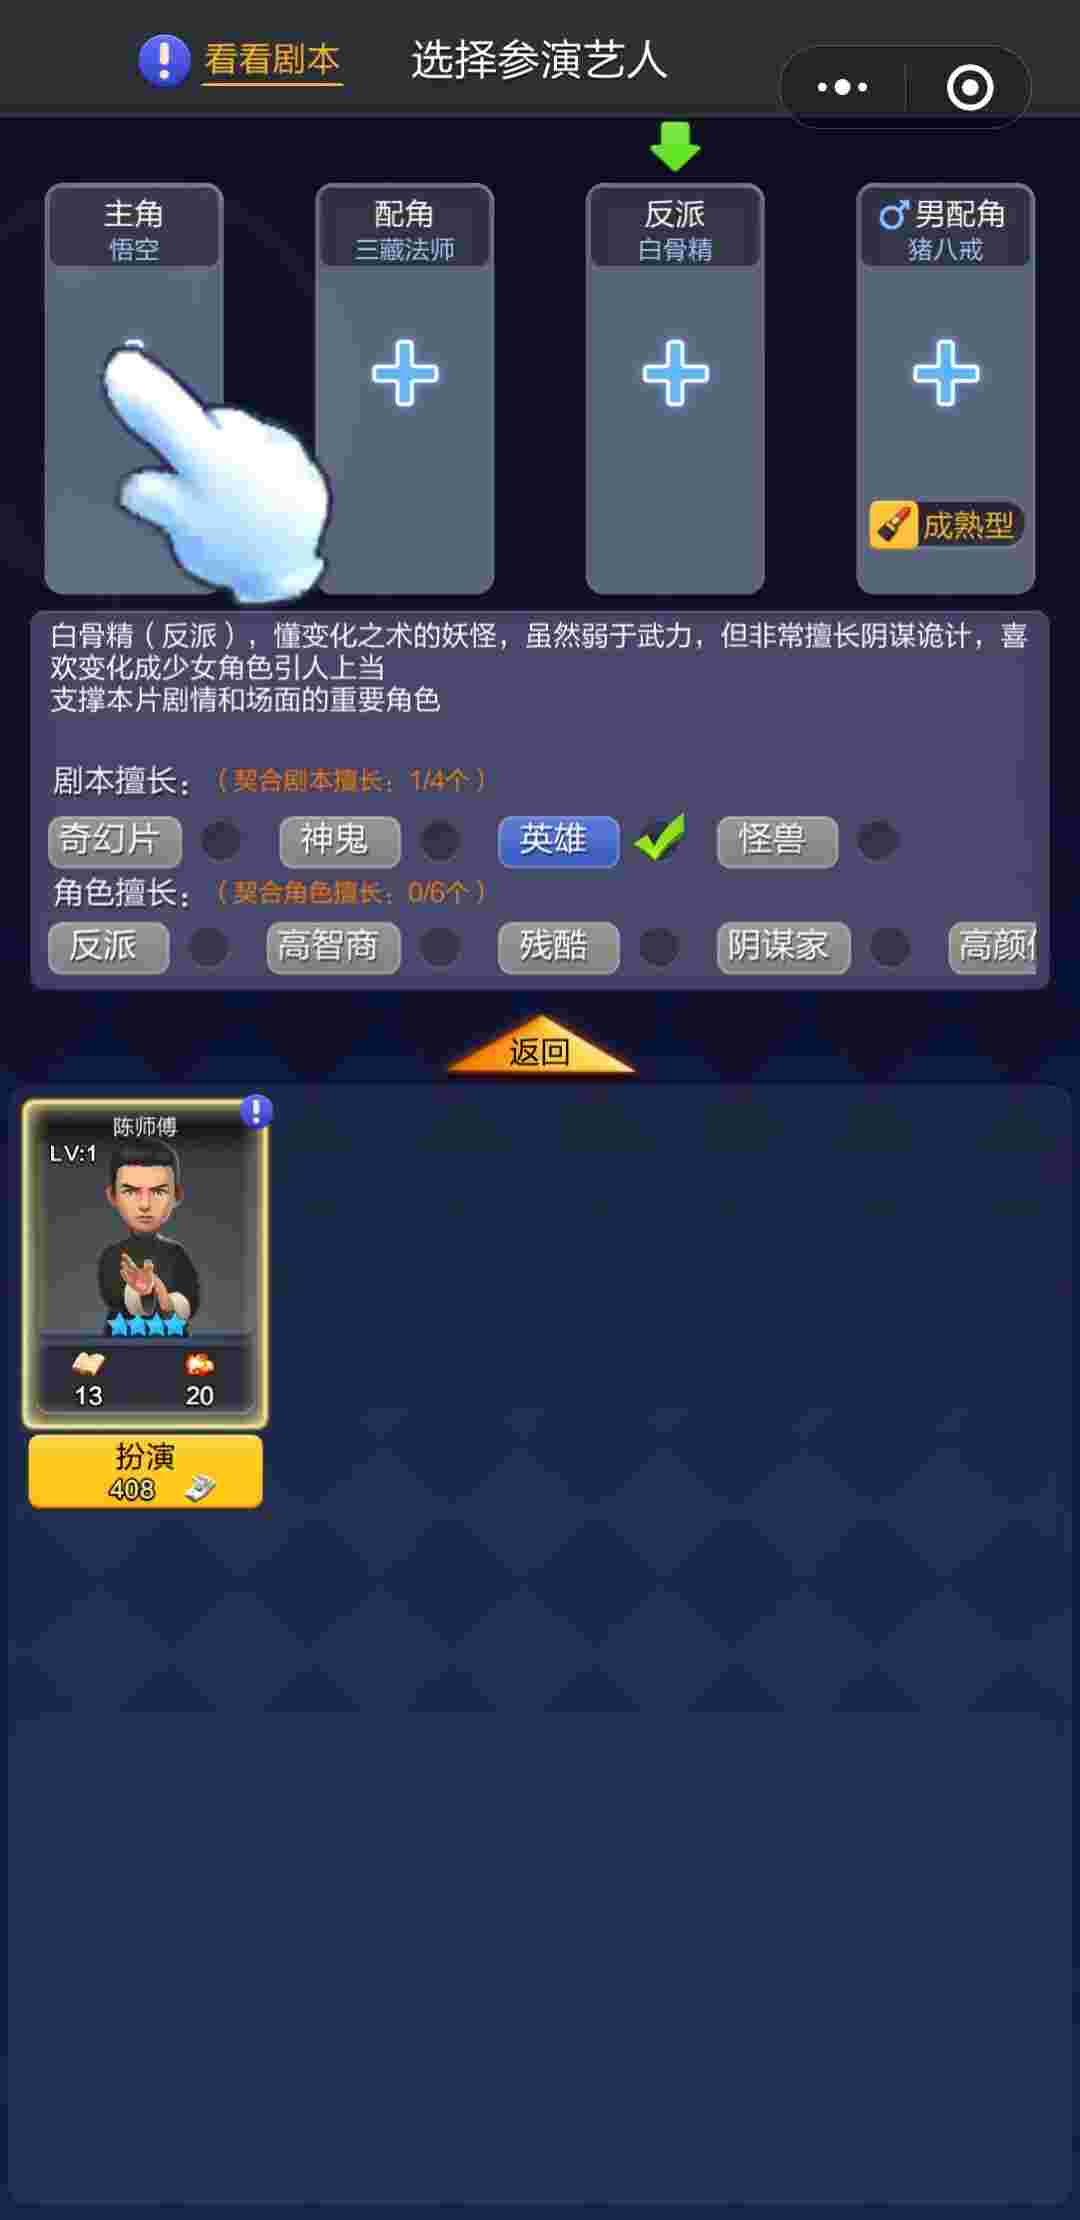 看看剧本
选择参演艺人
主角
悟空
配角
三藏法师
反派
白骨精
男配角
猪八戒
成熟型
白骨精（反派），懂变化之术的妖怪，虽然弱于武力，但非常擅长阴谋诡计，喜
欢变化成少女角色引人上当
支撑本片剧情和场面的重要角色
剧本擅长：（契合剧本擅长：1/4个）
奇幻片 神鬼 英雄 怪兽
角色擅长：（契合角色擅长：0/6个）
反派 高智商 残酷 阴谋家 高颜
返回
陈师傅
LV:1
13 20
扮演
408